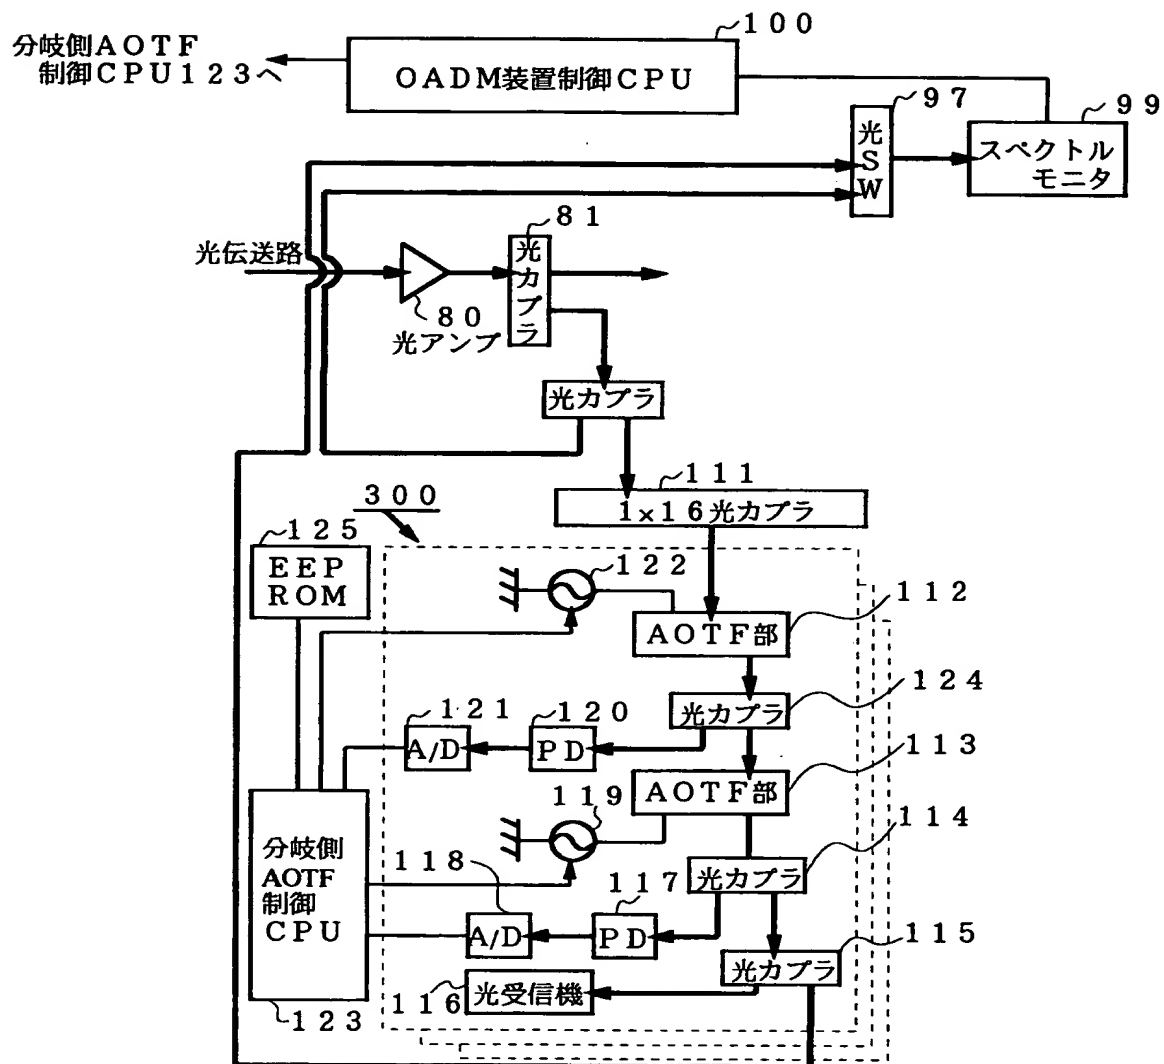 100
分岐側AOTF
制御CPU123へ
OADM装置制御CPU
97
99
光SW
スペクトル
モニタ
81
光伝送路
光カプラ
80
光アンプ
光カプラ
111
300
1×16光カプラ
125
EEP
ROM
122
112
AOTF部
124
121
120
光カプラ
A/D
PD
113
119
AOTF部
114
分岐側
AOTF
制御
CPU
118
117
光カプラ
A/D
PD
115
光カプラ
116
光受信機
123